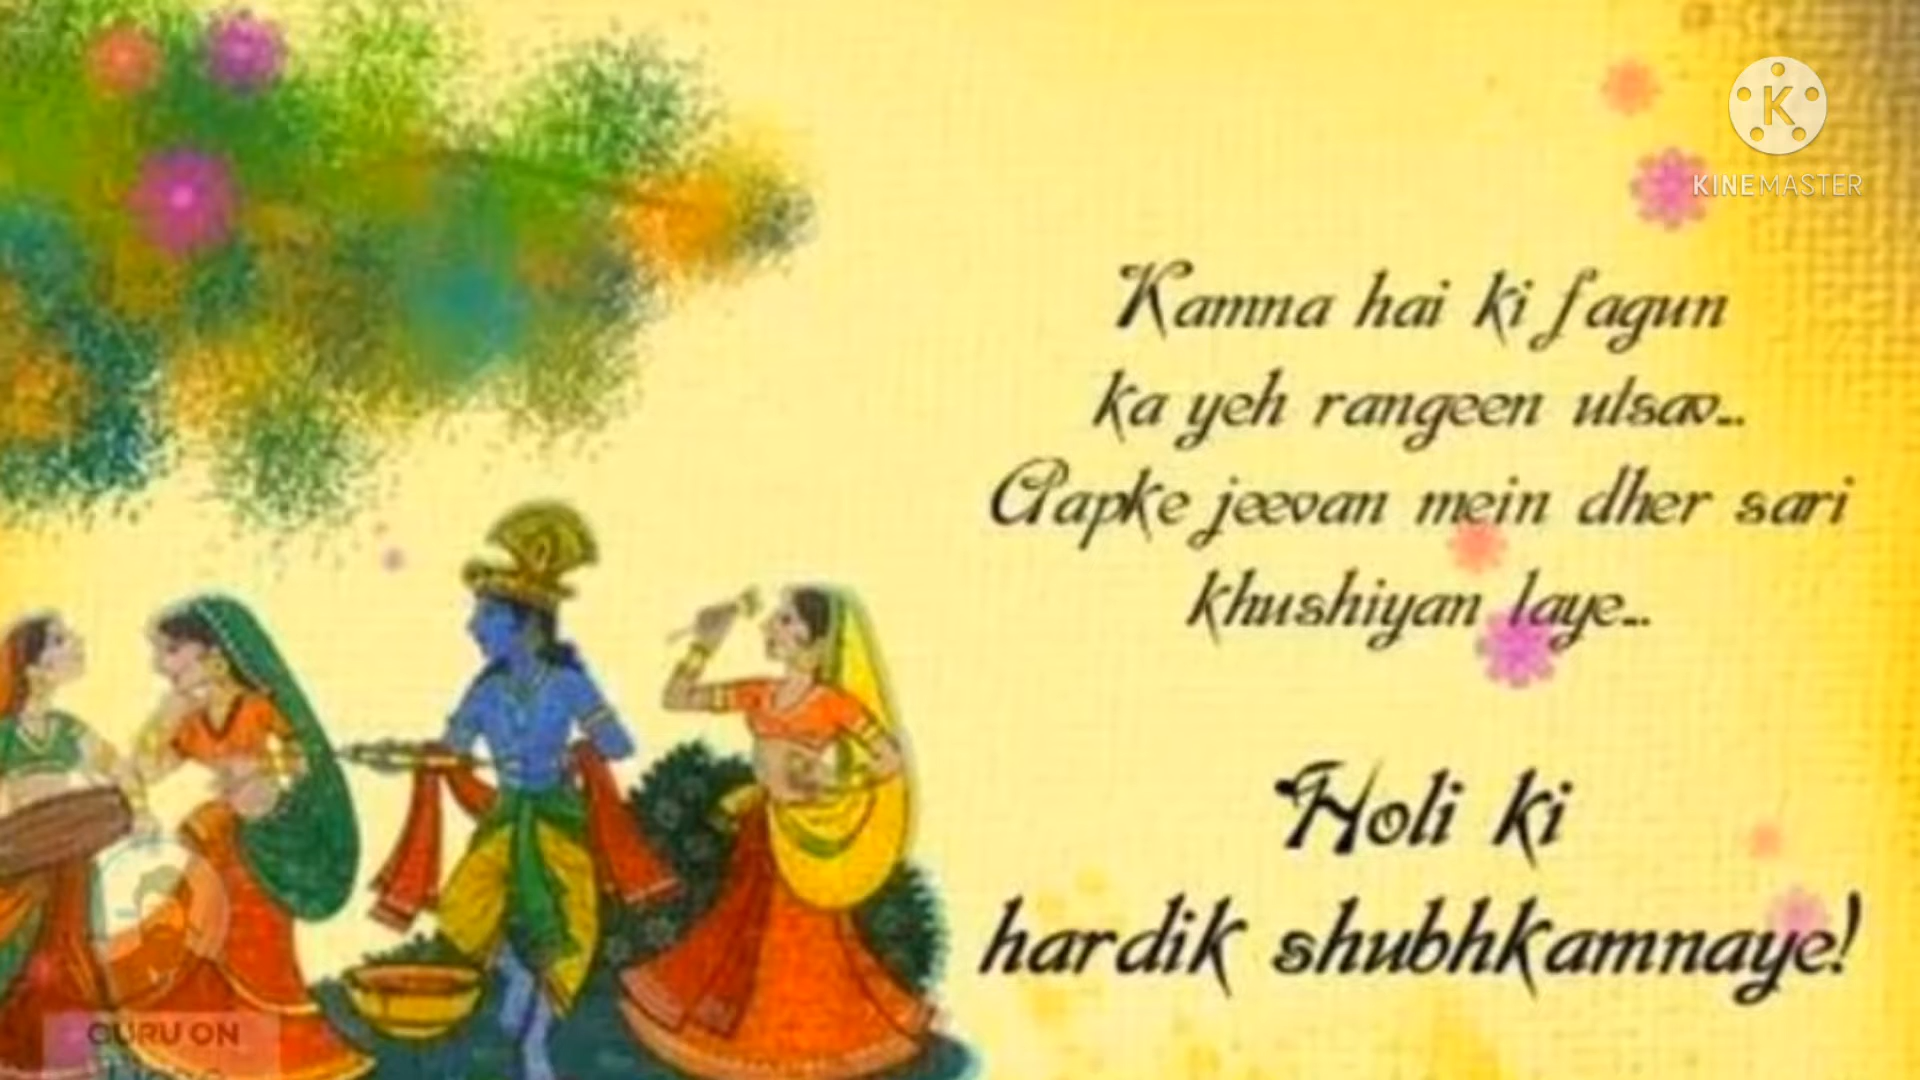 KINEMASTER
Kamna hai ki fagun
ka yeh rangeen utsav...
Aapke jeevan mein dher sari
khushiyan laye...
Holi ki
hardik shubhkamnaye!
GURU ON